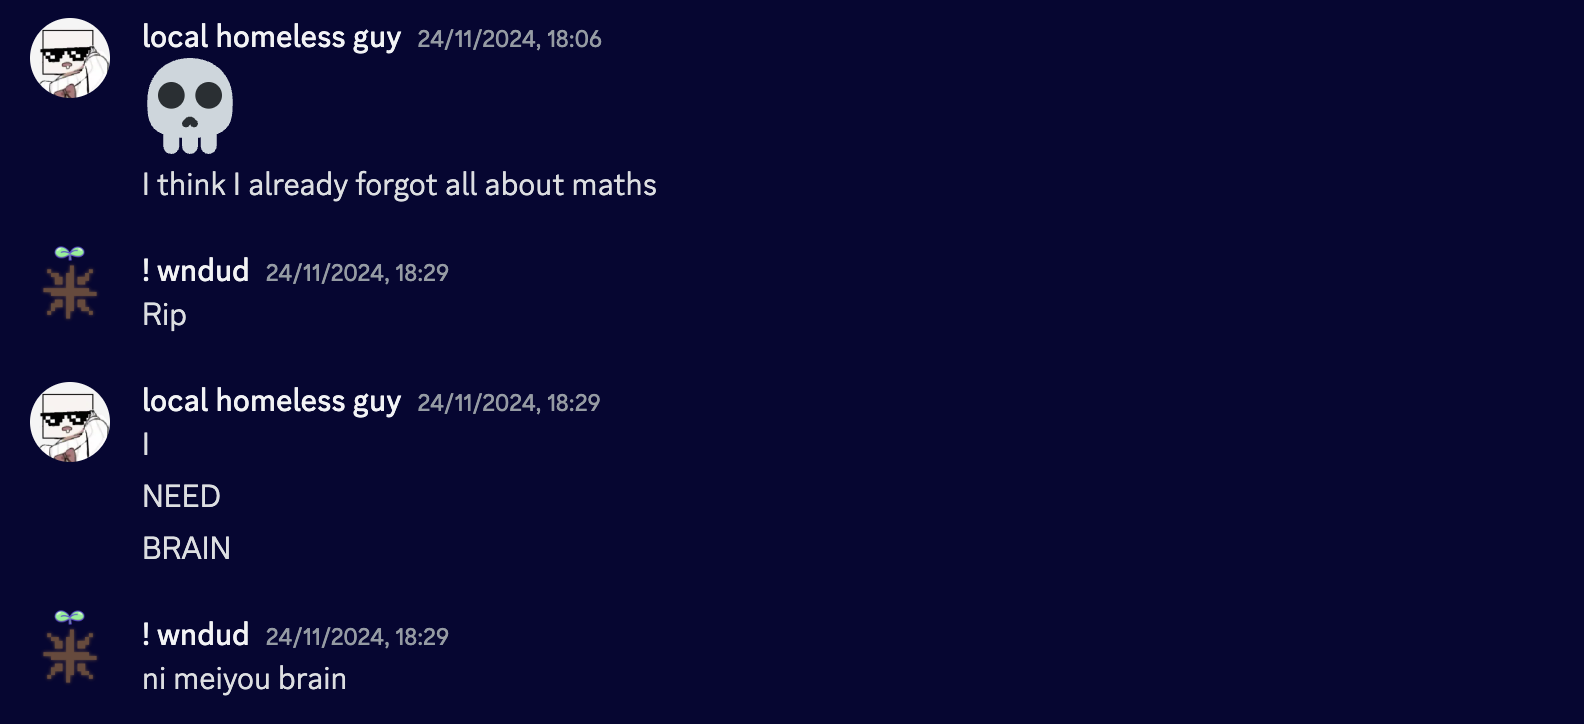 local homeless guy 24/11/2024, 18:06
I think I already forgot all about maths
! wndud 24/11/2024, 18:29
Rip
local homeless guy 24/11/2024, 18:29
I
NEED
BRAIN
! wndud 24/11/2024, 18:29
ni meiyou brain